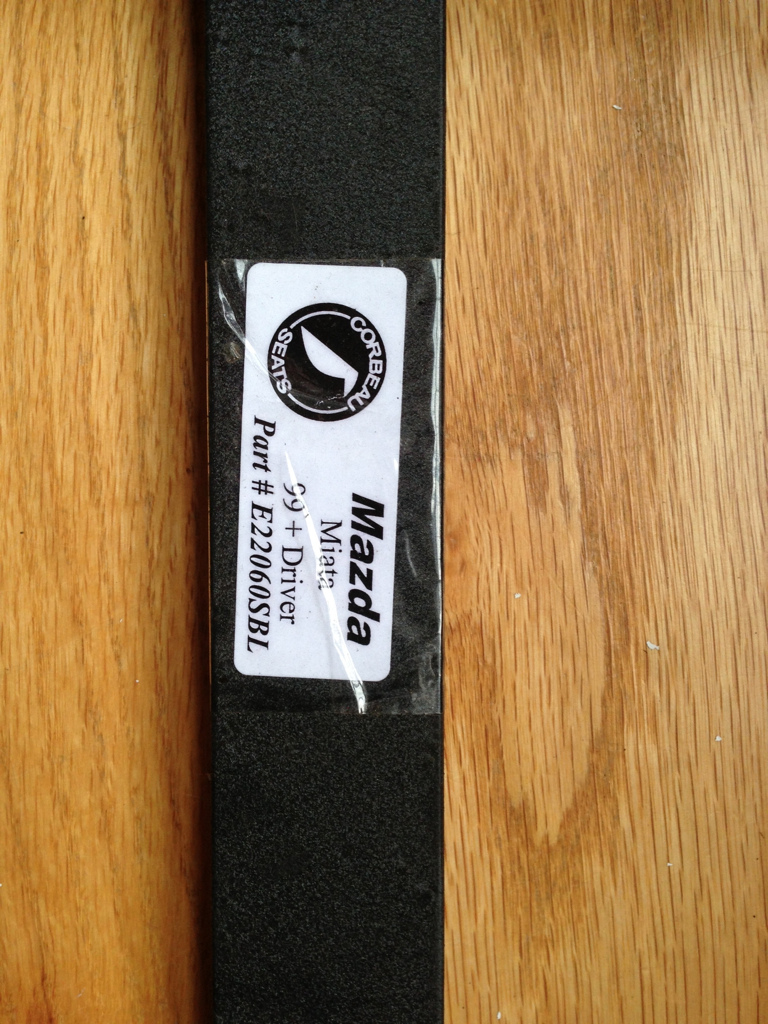 CORBEAU
SEATS
Mazda
Miata
99 + Driver
Part # E22060SBL